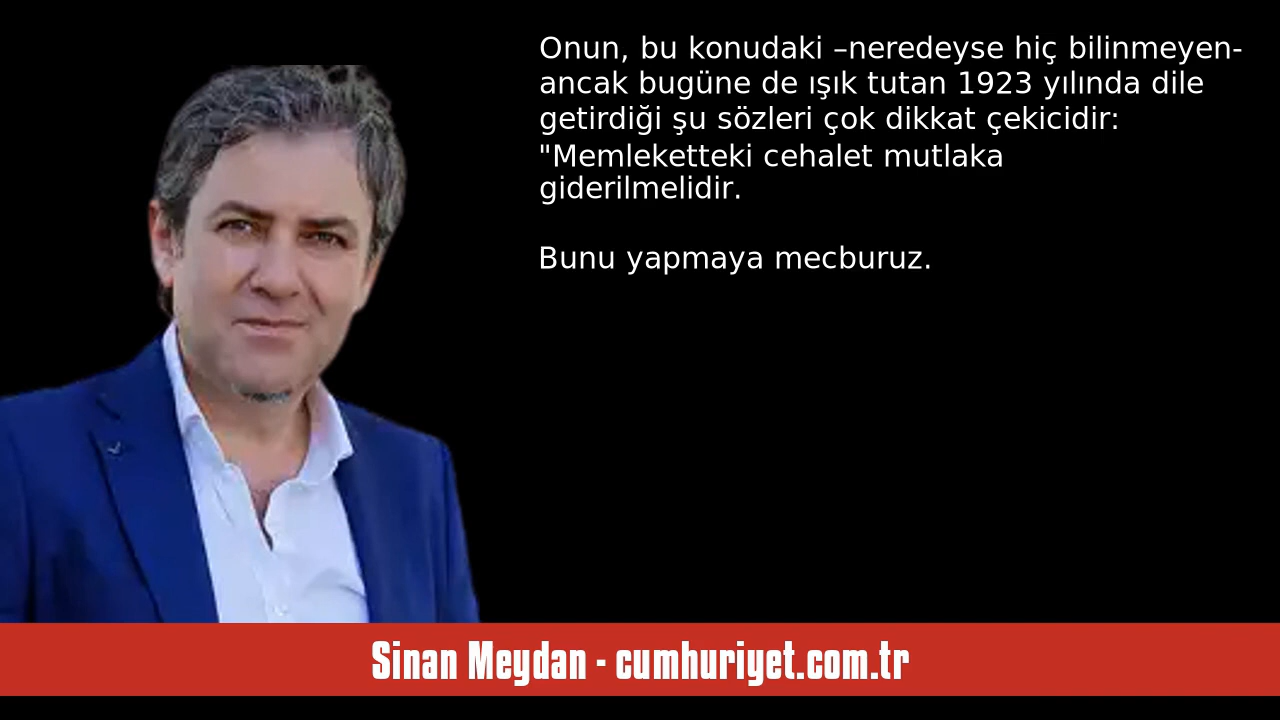 Onun, bu konudaki –neredeyse hiç bilinmeyen-
ancak bugüne de ışık tutan 1923 yılında dile
getirdiği şu sözleri çok dikkat çekicidir:
"Memleketteki cehalet mutlaka
giderilmelidir.
Bunu yapmaya mecburuz.
Sinan Meydan - cumhuriyet.com.tr